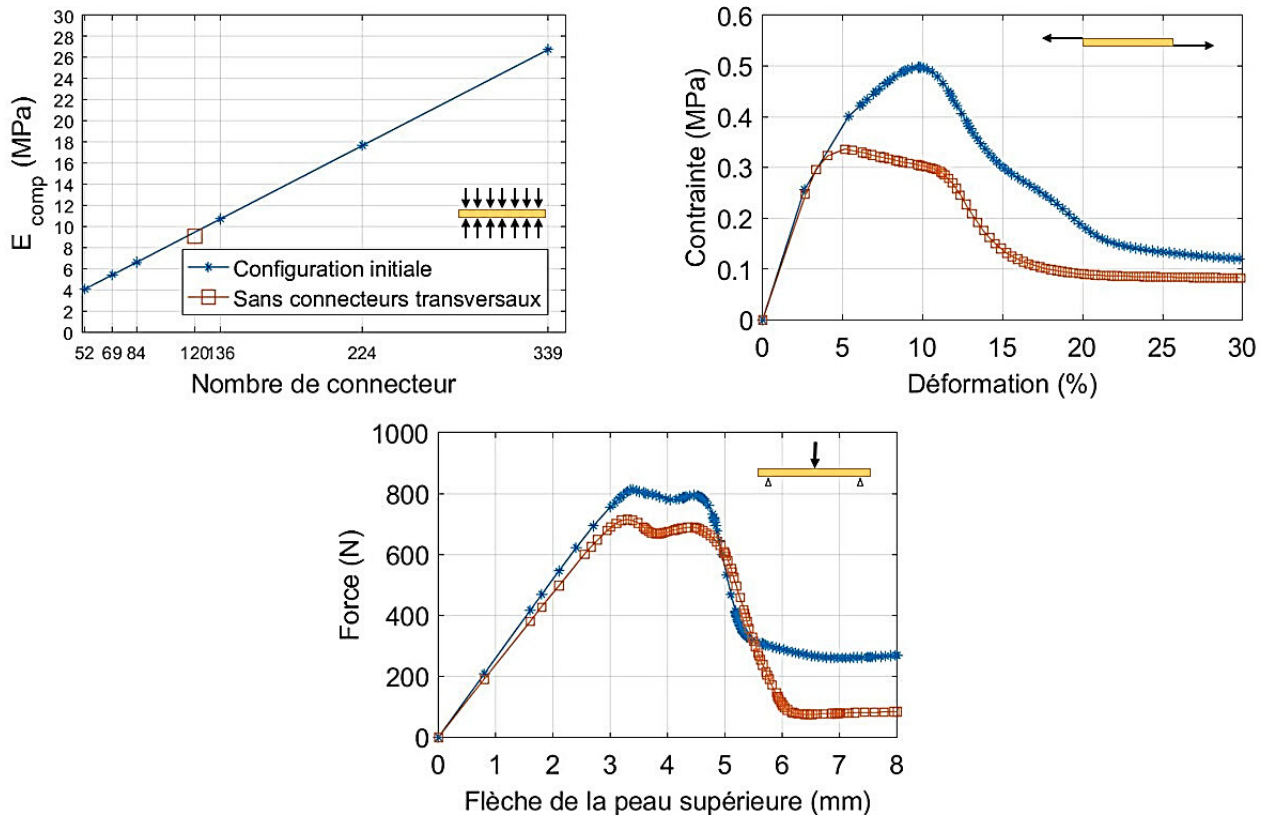 30
28
26
24
22
20
18
16
14
12
10
8
6
4
2
0
E comp (MPa)
52 69 84 120 136 224 339
Nombre de connecteur
Configuration initiale
Sans connecteurs transversaux
0.6
0.5
0.4
0.3
0.2
0.1
0
Contrainte (MPa)
0 5 10 15 20 25 30
Déformation (%)
1000
800
600
400
200
0
Force (N)
0 1 2 3 4 5 6 7 8
Flèche de la peau supérieure (mm)